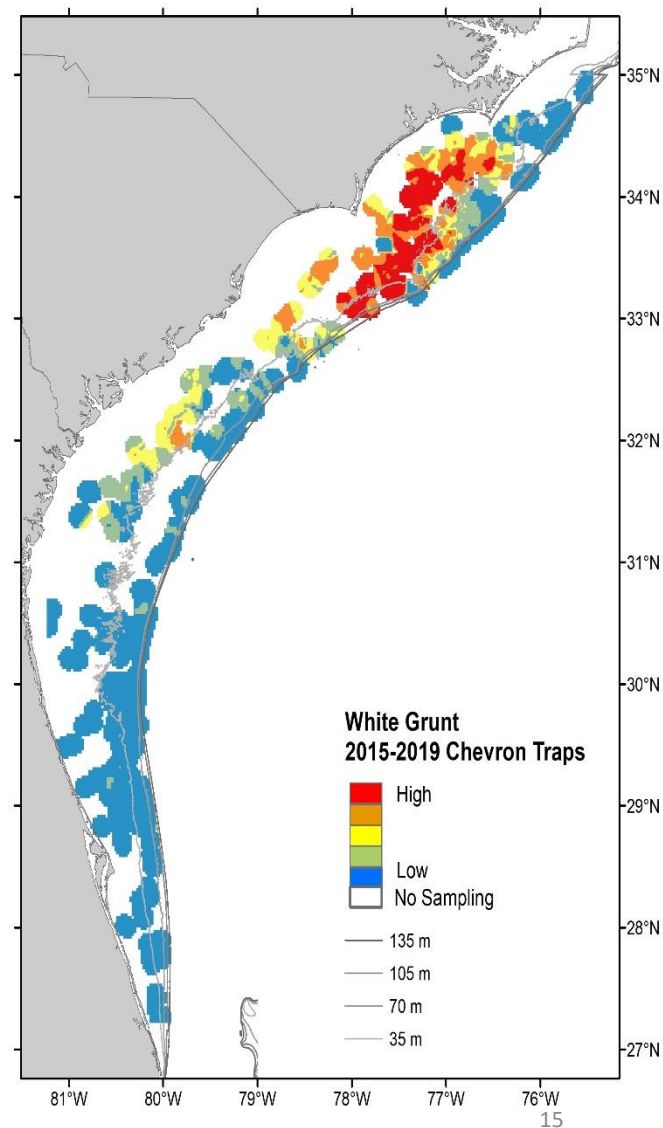 35°N
34°N
33°N
32°N
31°N
30°N
29°N
28°N
27°N
White Grunt
2015-2019 Chevron Traps
High
Low
No Sampling
135 m
105 m
70 m
35 m
81°W 80°W 79°W 78°W 77°W 76°W
15